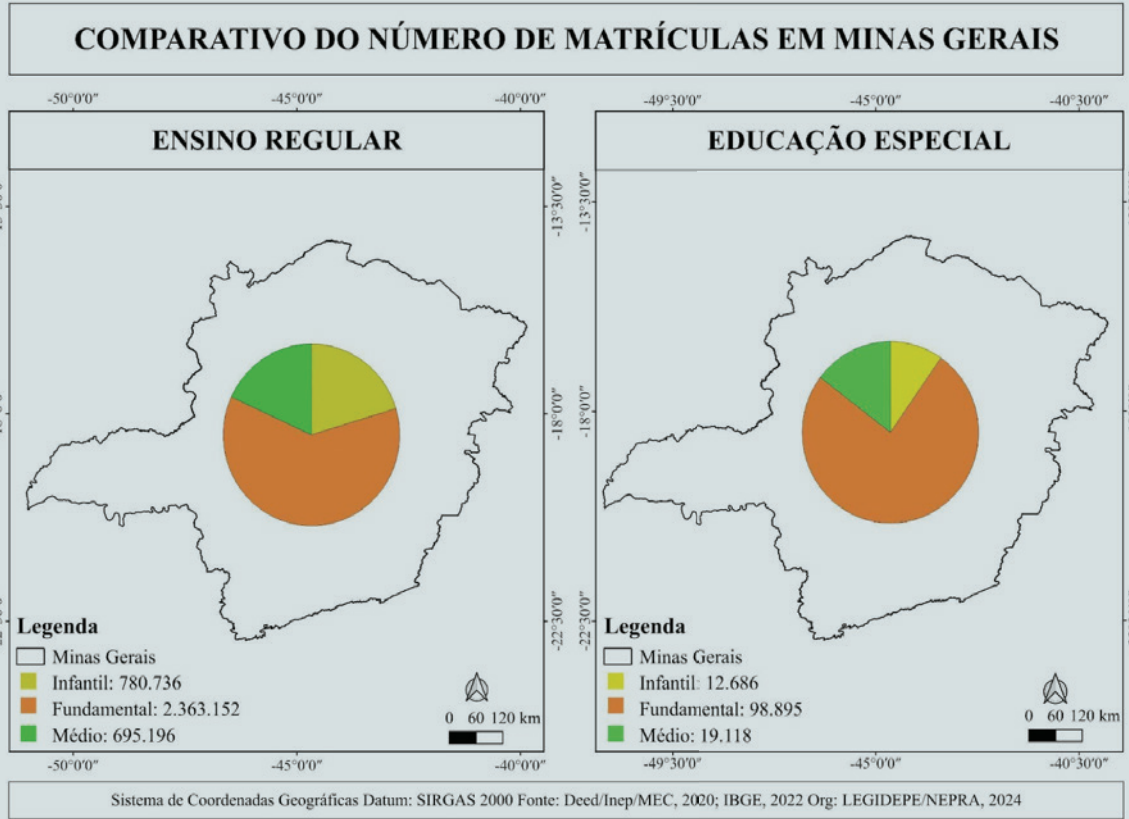 COMPARATIVO DO NÚMERO DE MATRÍCULAS EM MINAS GERAIS
-50°0'0" -45°0'0" -40°0'0"
ENSINO REGULAR
-13°30'0"
-18°0'0"
-22°30'0"
Legenda
Minas Gerais
Infantil: 780.736
Fundamental: 2.363.152
Médio: 695.196
0 60 120 km
-50°0'0" -45°0'0" -40°0'0"
-49°30'0" -45°0'0" -40°30'0"
EDUCAÇÃO ESPECIAL
-13°30'0"
-18°0'0"
-22°30'0"
Legenda
Minas Gerais
Infantil: 12.686
Fundamental: 98.895
Médio: 19.118
0 60 120 km
-49°30'0" -45°0'0" -40°30'0"
Sistema de Coordenadas Geográficas Datum: SIRGAS 2000 Fonte: Deed/Inep/MEC, 2020; IBGE, 2022 Org: LEGIDEPE/NEPRA, 2024